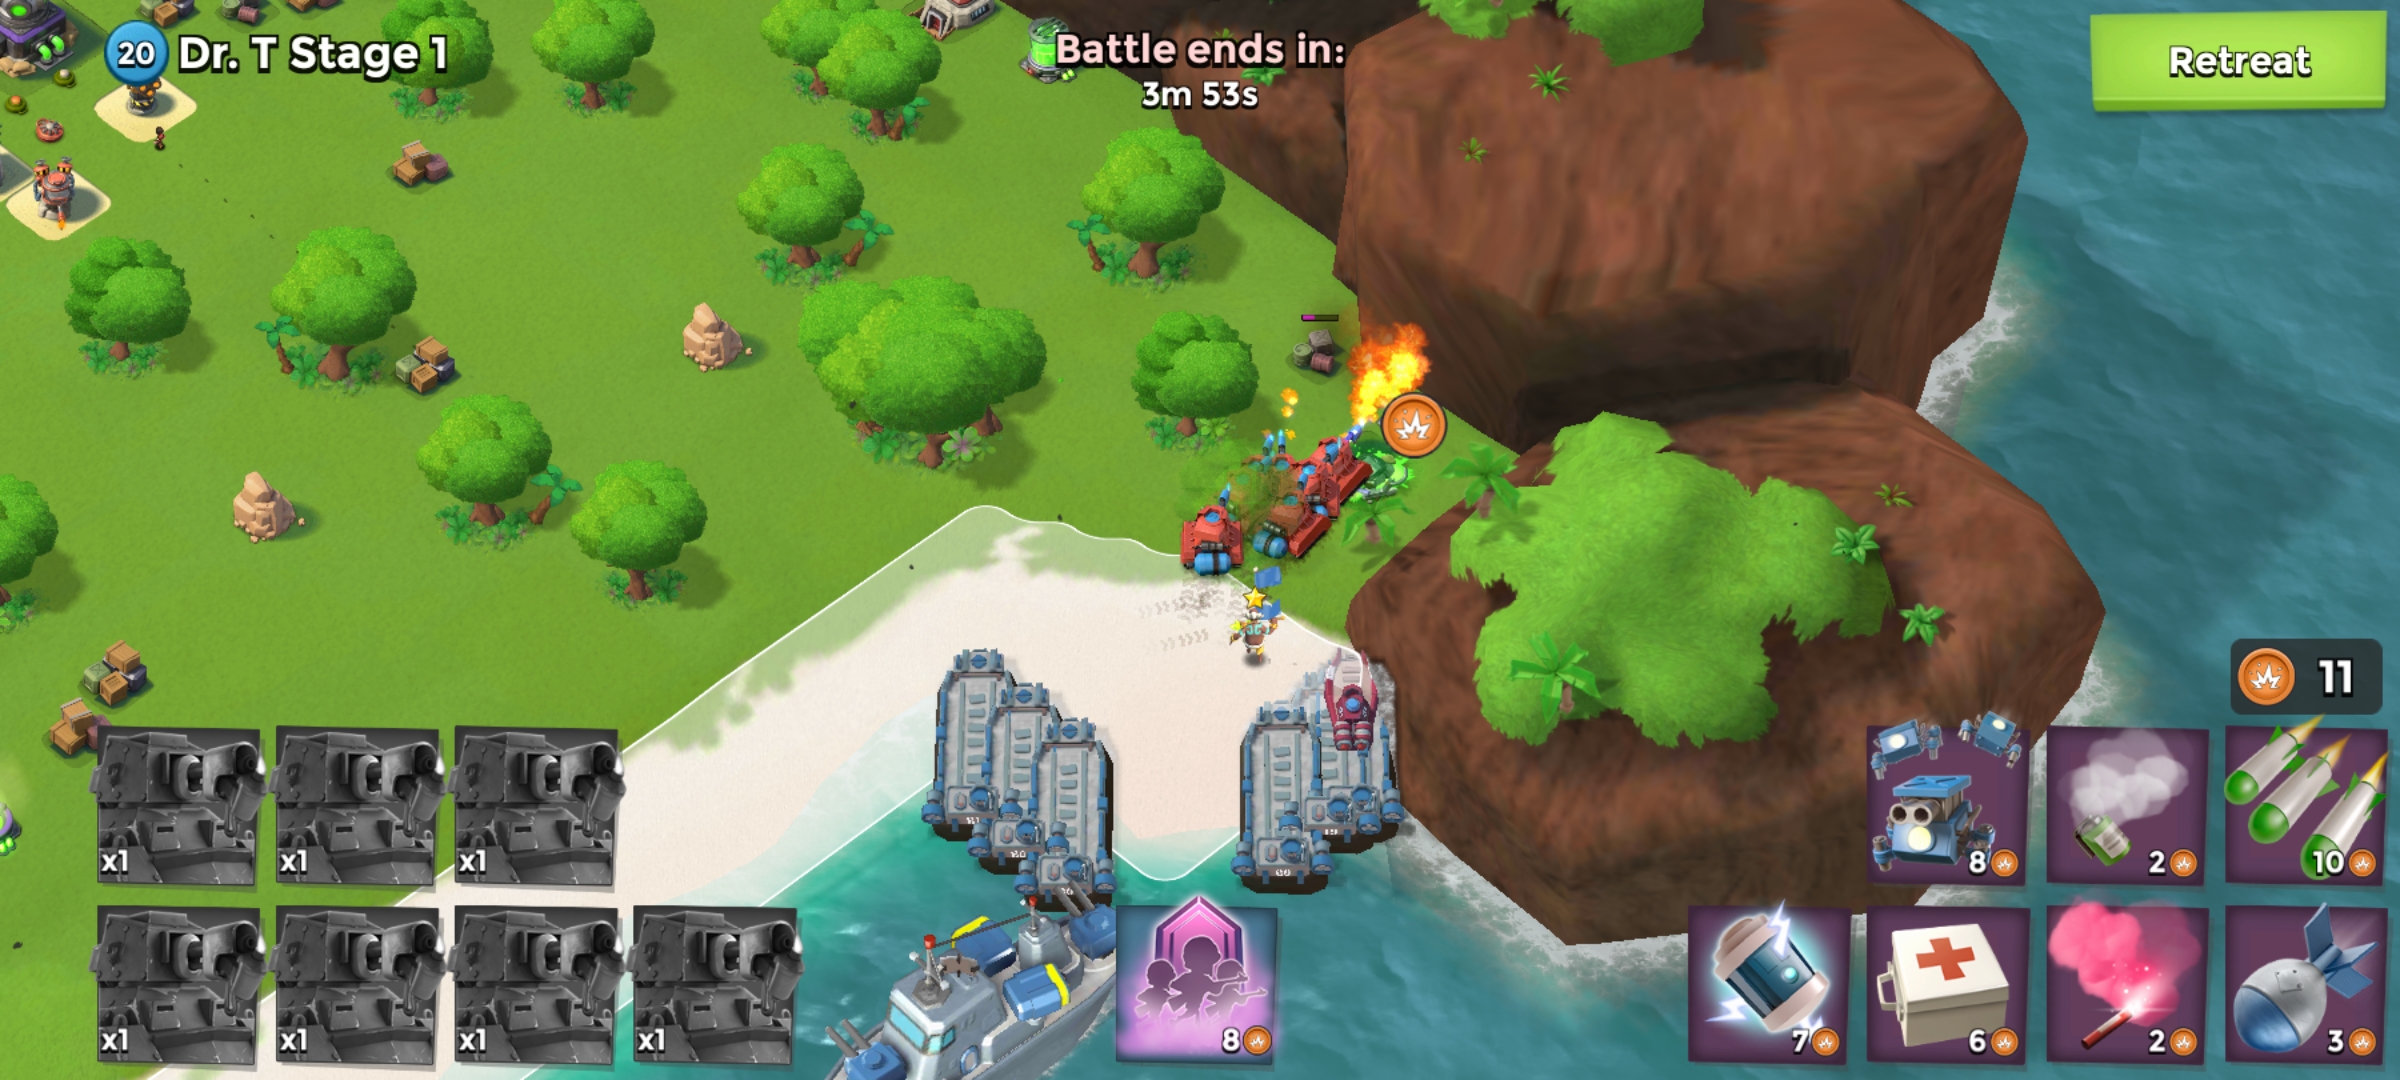 20 Dr. T Stage 1
Battle ends in:
3m 53s
Retreat
11
8
2
10
x1
x1
x1
x1
x1
x1
x1
8
7
6
2
3